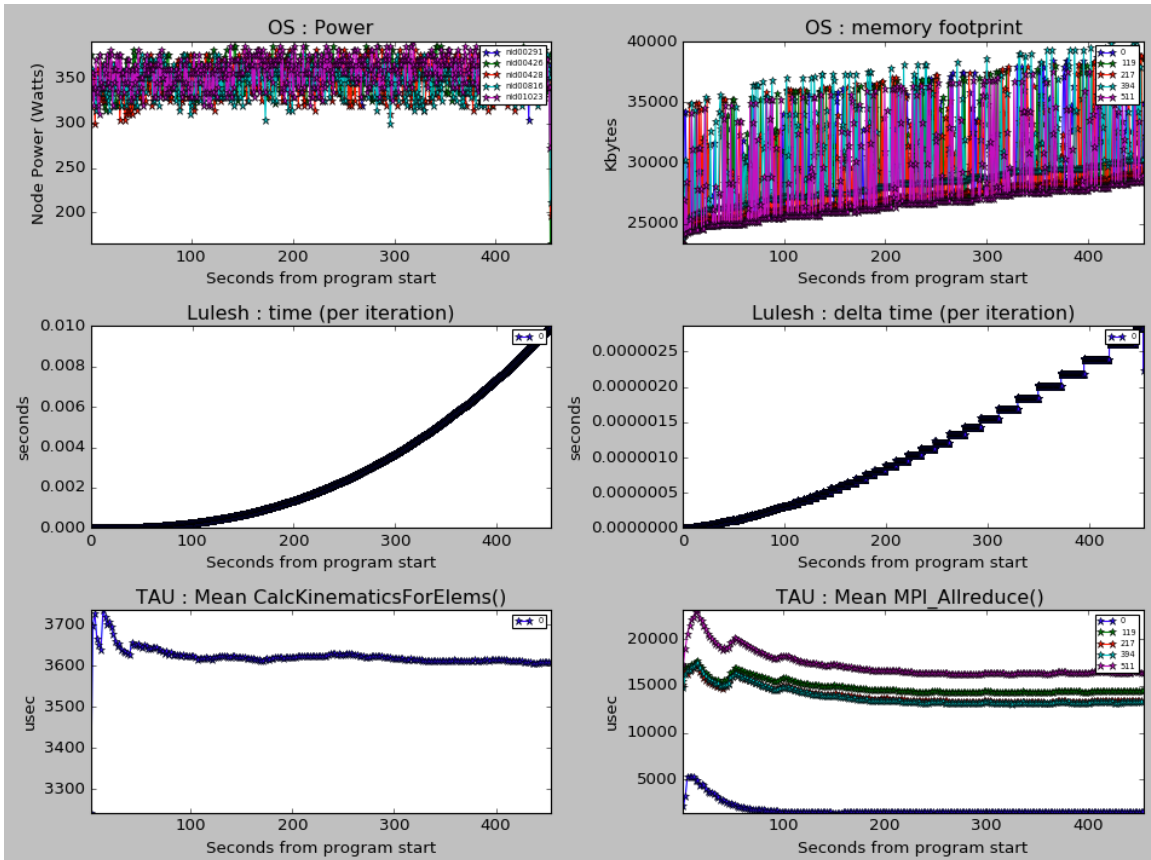 OS : Power
Node Power (Watts)
350
300
250
200
100
200
300
400
Seconds from program start
nid00291
nid00426
nid00428
nid00816
nid01023
OS : memory footprint
Kbytes
40000
35000
30000
25000
100
200
300
400
Seconds from program start
0
119
217
394
511
Lulesh : time (per iteration)
seconds
0.010
0.008
0.006
0.004
0.002
0.000
0
100
200
300
400
Seconds from program start
0
Lulesh : delta time (per iteration)
seconds
0.0000025
0.0000020
0.0000015
0.0000010
0.0000005
0.0000000
0
100
200
300
400
Seconds from program start
0
TAU : Mean CalcKinematicsForElems()
usec
3700
3600
3500
3400
3300
100
200
300
400
Seconds from program start
0
TAU : Mean MPI_Allreduce()
usec
20000
15000
10000
5000
100
200
300
400
Seconds from program start
0
119
217
394
511